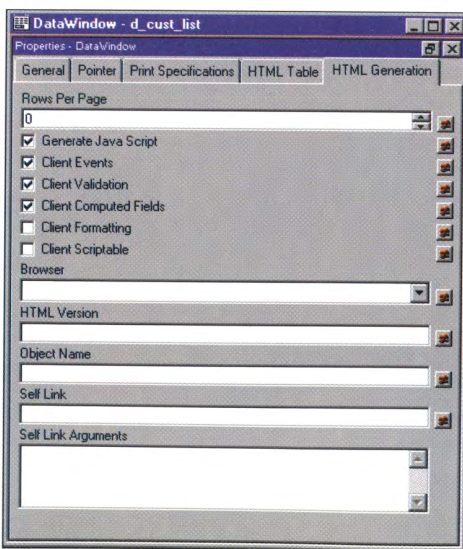 DataWindow - d_cust_list
Properties - DataWindow
General Pointer Print Specifications HTML Table HTML Generation
Rows Per Page
0
Generate Java Script
Client Events
Client Validation
Client Computed Fields
Client Formatting
Client Scriptable
Browser
HTML Version
Object Name
Self Link
Self Link Arguments